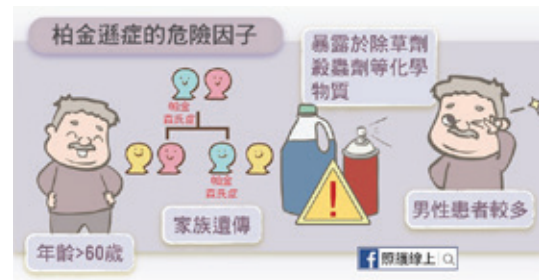 柏金遜症的危險因子
暴露於除草劑
殺蟲劑等化學
物質
柏金
森氏症
柏金
森氏症
年齡>60歲
家族遺傳
男性患者較多
照護線上